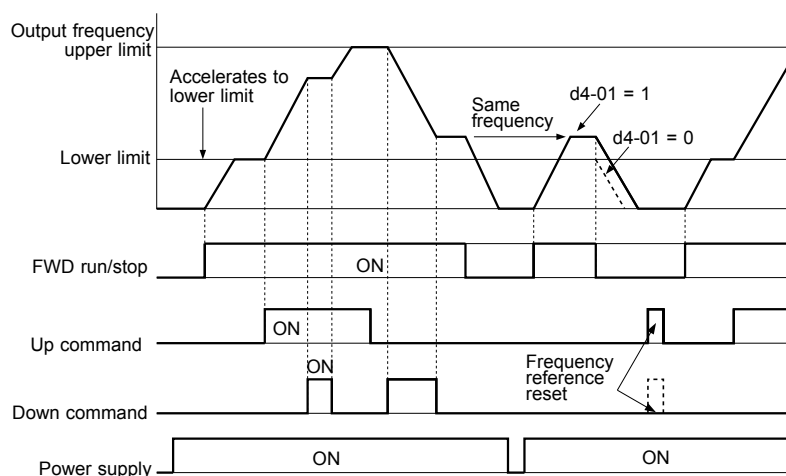 Output frequency
upper limit
Accelerates to
lower limit
Same
frequency
d4-01 = 1
d4-01 = 0
Lower limit
FWD run/stop
ON
Up command
ON
ON
Frequency
reference
reset
Down command
Power supply
ON
ON